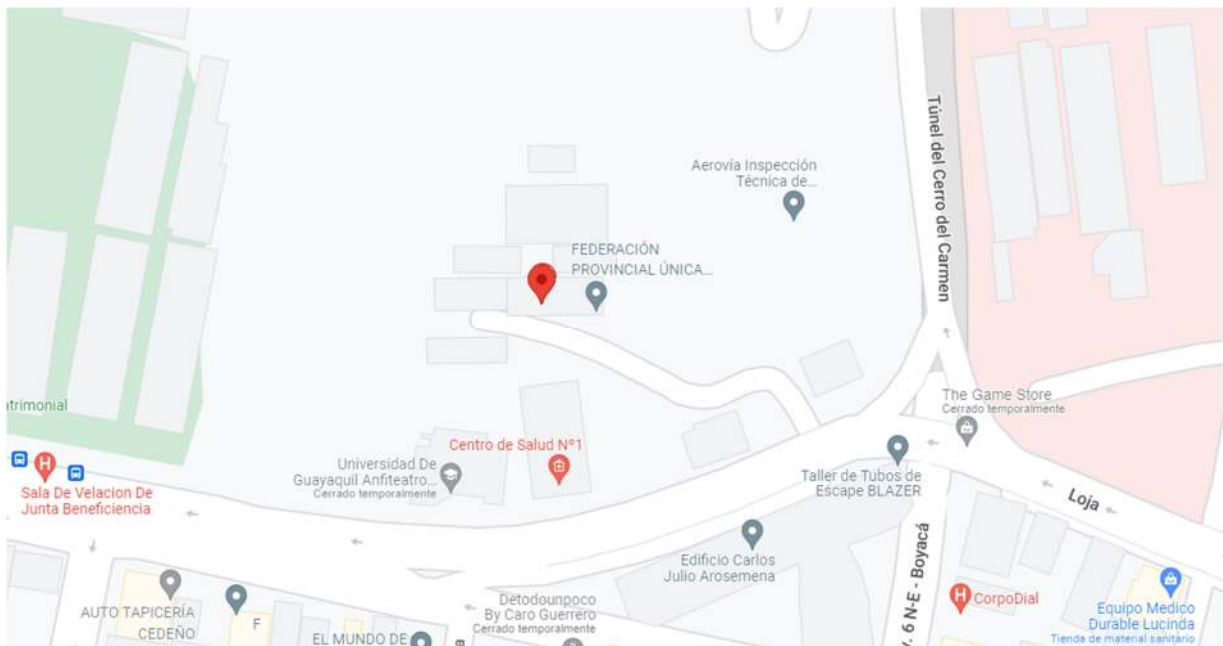 Túnel del Cerro del Carmen
Aerovía Inspección
Técnica de...
FEDERACIÓN
PROVINCIAL ÚNICA...
atrimonial
The Game Store
Cerrado temporalmente
Centro de Salud Nº1
Universidad De
Guayaquil Anfiteatro...
Cerrado temporalmente
H
Sala De Velacion De
Junta Beneficiencia
Taller de Tubos de
Escape BLAZER
Loja
Edificio Carlos
Julio Arosemena
v. 6 N-E - Boyacá
AUTO TAPICERÍA
CEDEÑO
F
Detodounpoco
By Caro Guerrero
Cerrado temporalmente
EL MUNDO DE
a
H
CorpoDial
Equipo Medico
Durable Lucinda
Tienda de material sanitario